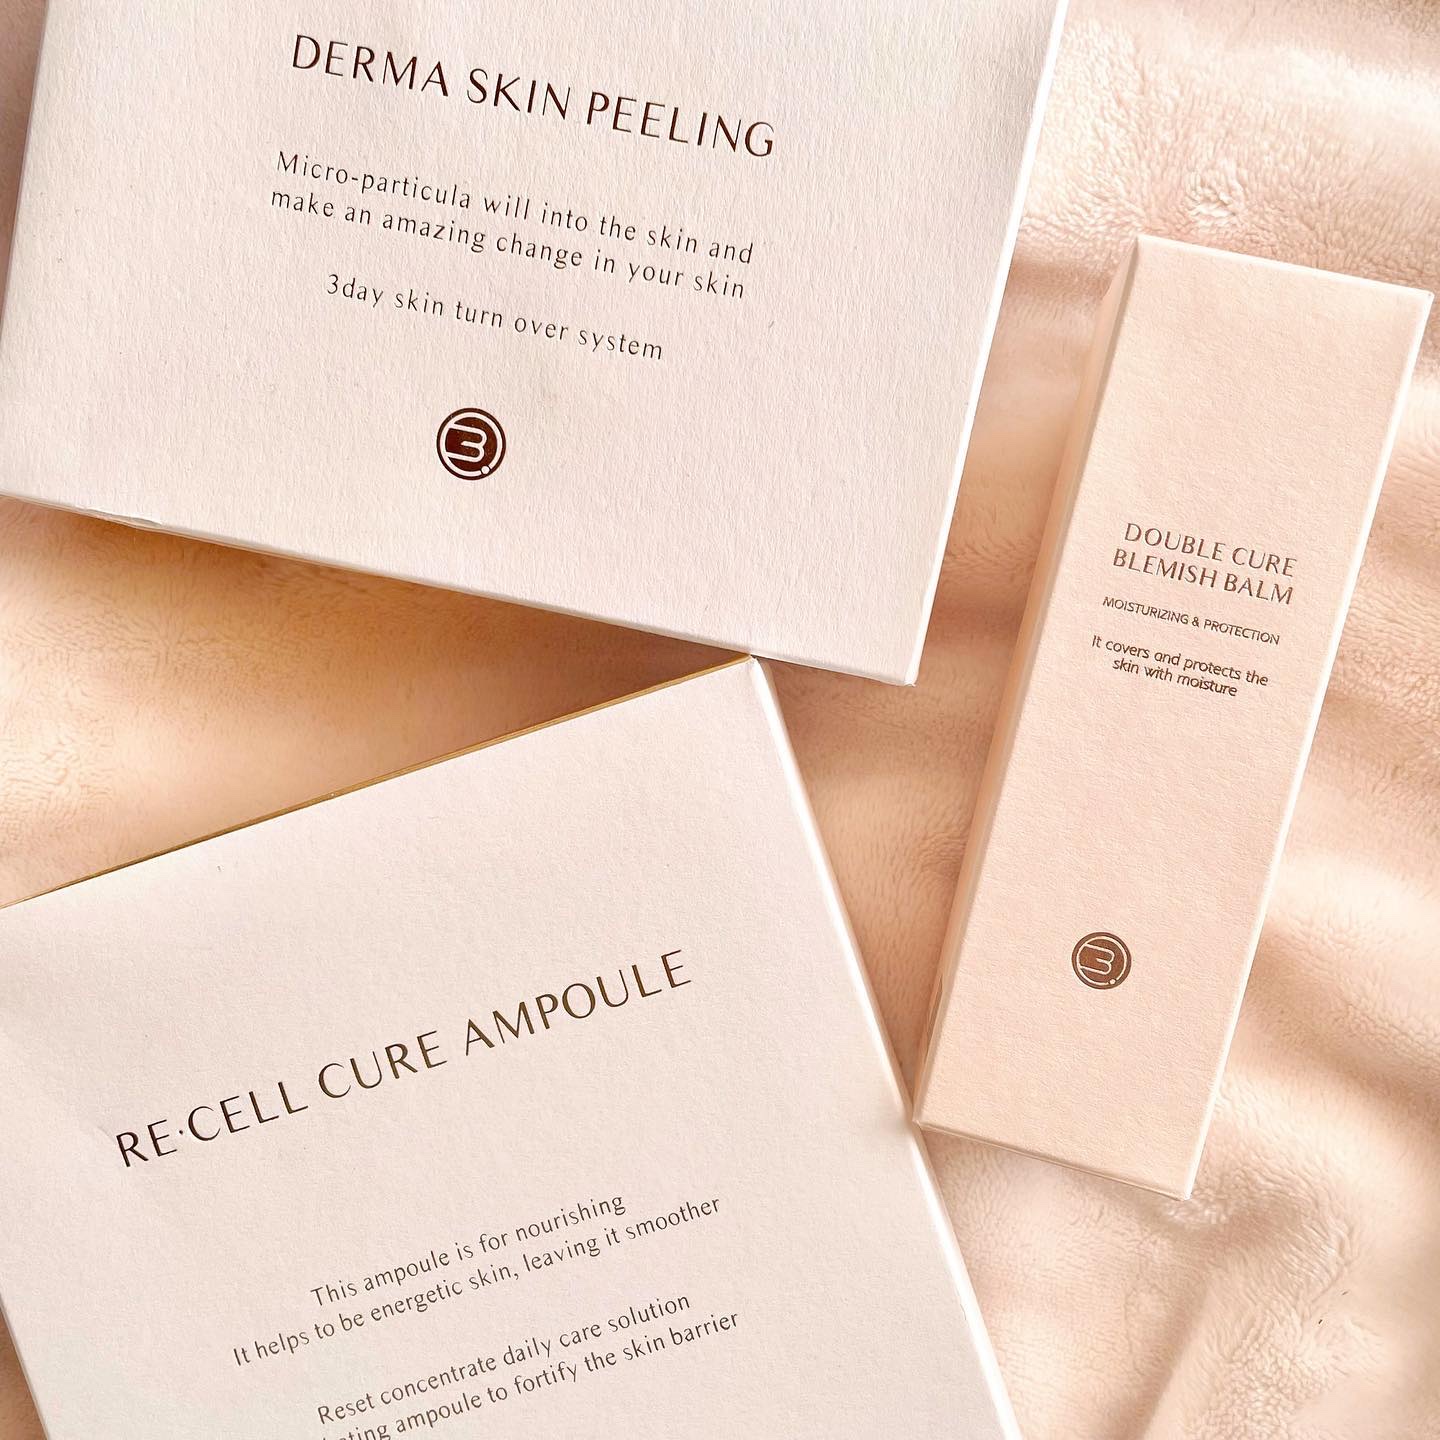 DERMA SKIN PEELING
Micro-particula will into the skin and
make an amazing change in your skin
3day skin turn over system
DOUBLE CURE
BLEMISH BALM
MOISTURIZING & PROTECTION
It covers and protects the
skin with moisture
RE·CELL CURE AMPOULE
This ampoule is for nourishing
It helps to be energetic skin, leaving it smoother
Reset concentrate daily care solution
ampoule to fortify the skin barrier